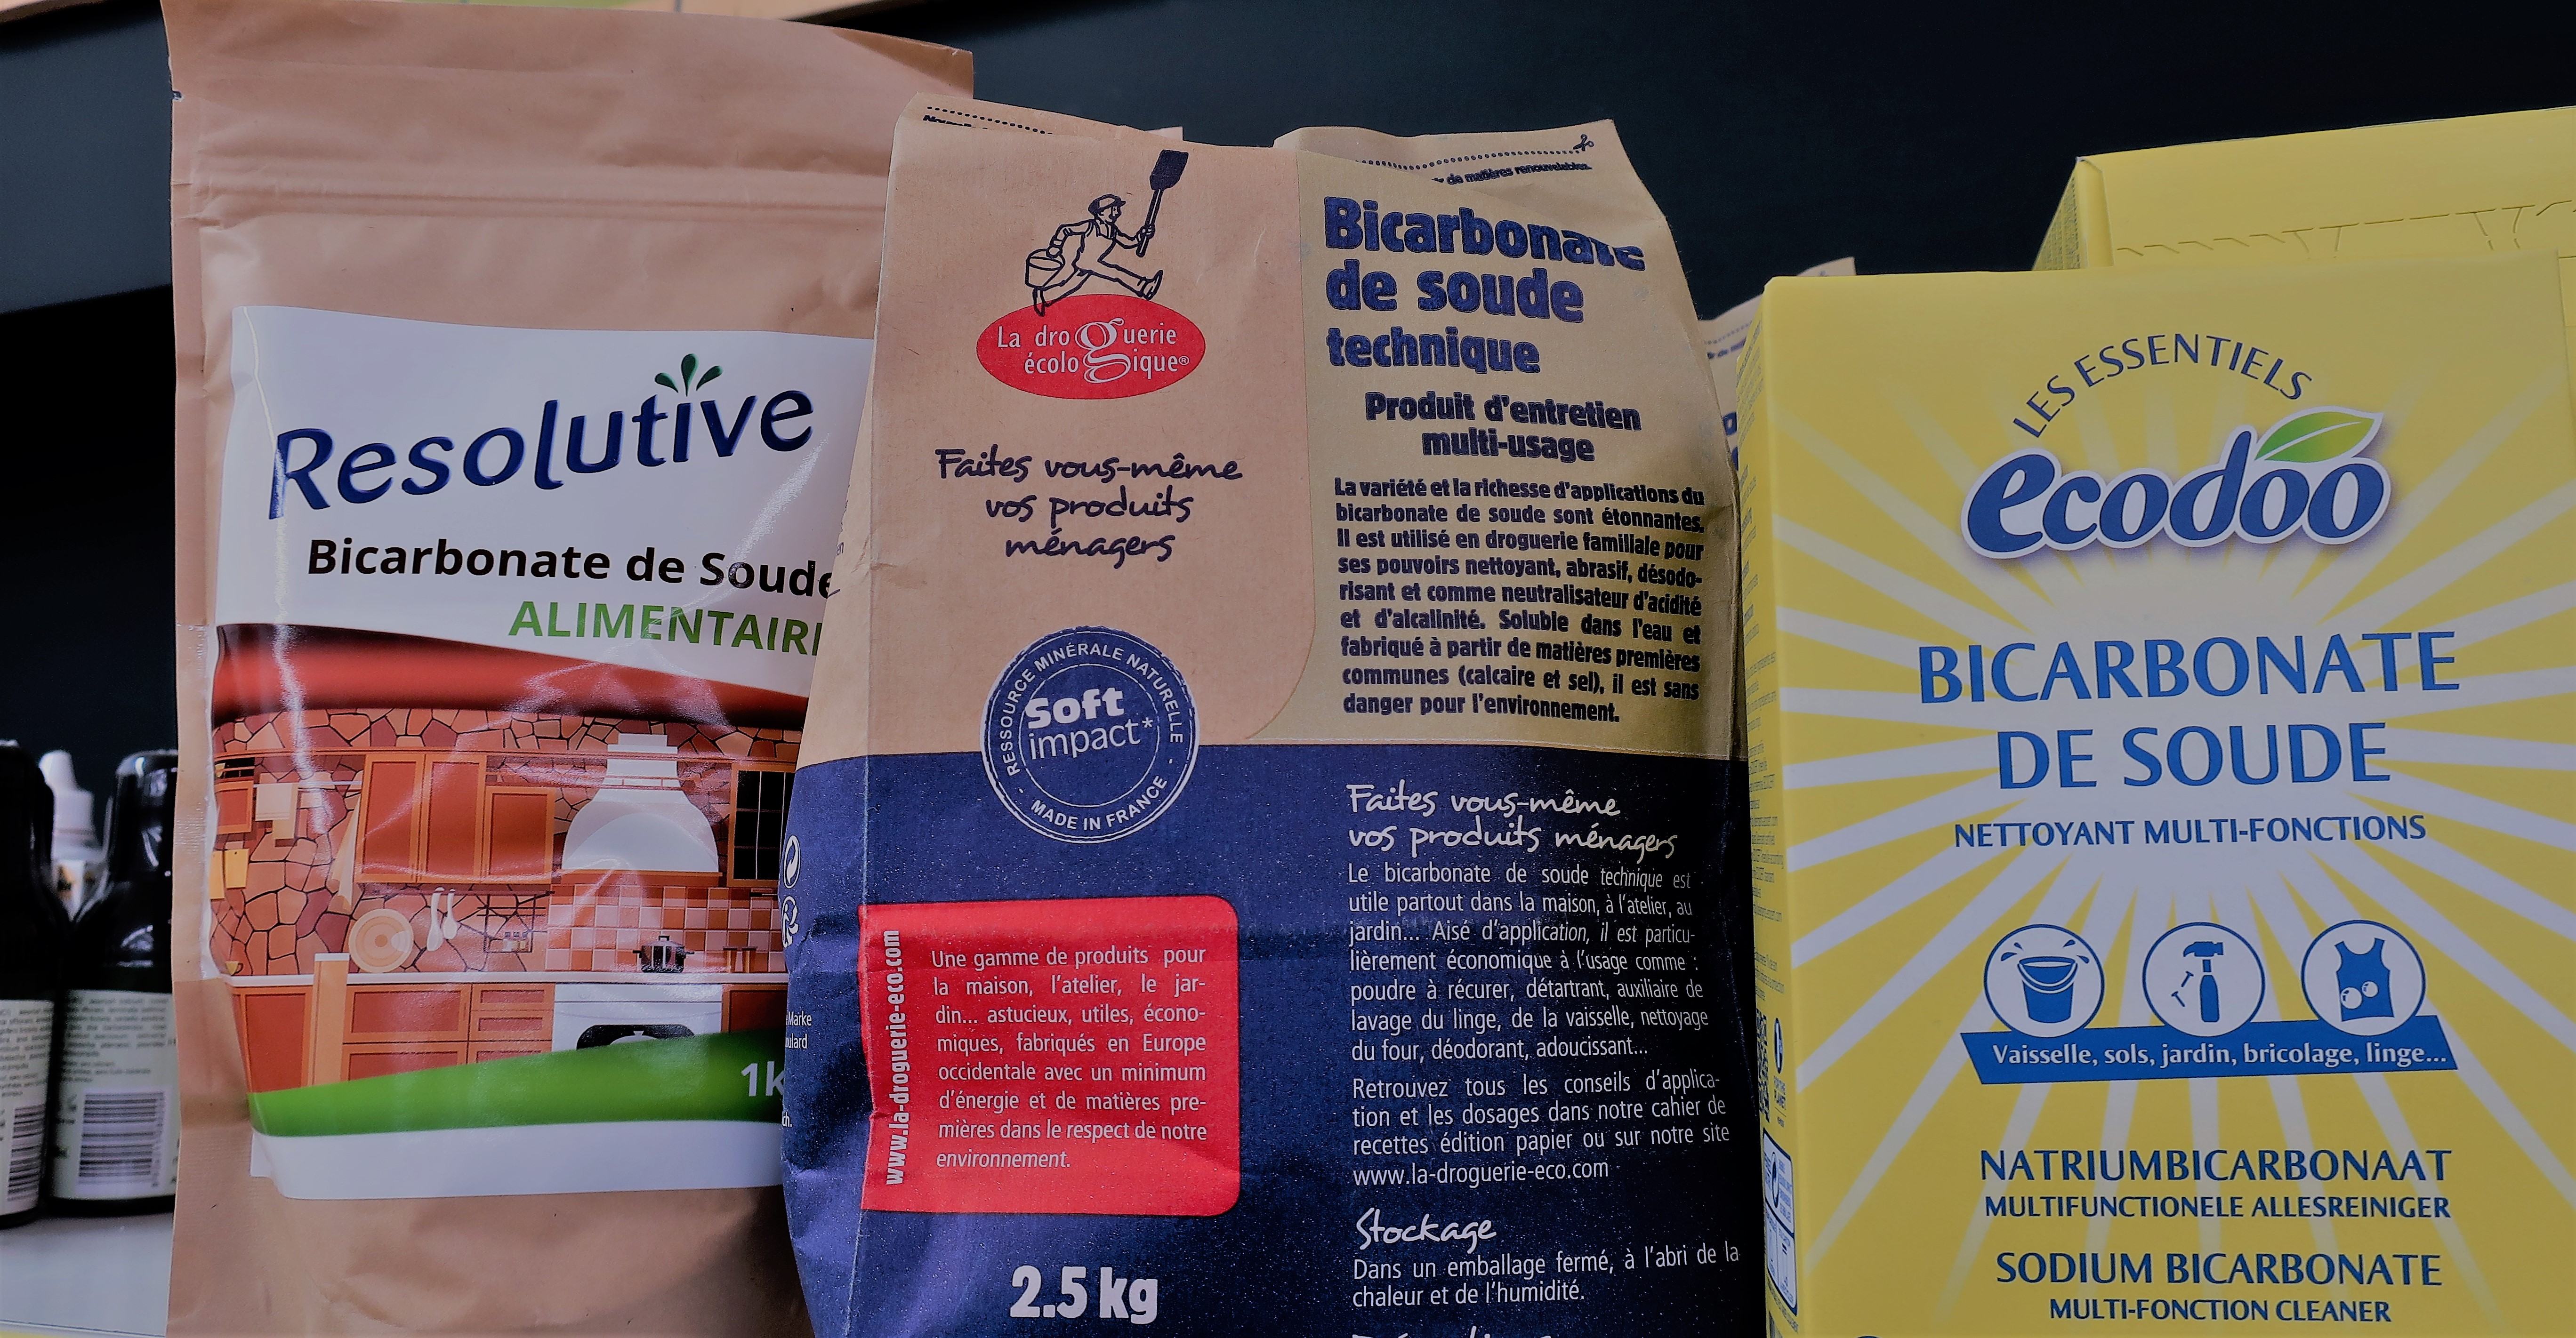 Resolutive
Bicarbonate de Soude
ALIMENTAIR
1k
de matières renouvelables.
La droguerie
écologique®
Faites vous-même
vos produits
ménagers
RESSOURCE MINÉRALE NATURELLE
Soft
impact*
- MADE IN FRANCE -
www.la-droguerie-eco.com
Une gamme de produits pour
la maison, l'atelier, le jar-
din... astucieux, utiles, écono-
miques, fabriqués en Europe
occidentale avec un minimum
d'énergie et de matières pre-
mières dans le respect de notre
environnement.
2.5 kg
Bicarbonate
de soude
technique
Produit d'entretien
multi-usage
La variété et la richesse d'applications du
bicarbonate de soude sont étonnantes.
Il est utilisé en droguerie familiale pour
ses pouvoirs nettoyant, abrasif, désodo-
risant et comme neutralisateur d'acidité
et d'alcalinité. Soluble dans l'eau et
fabriqué à partir de matières premières
communes (calcaire et sel), il est sans
danger pour l'environnement.
Faites vous-même
vos produits ménagers
Le bicarbonate de soude technique est
utile partout dans la maison, à l'atelier, au
jardin... Aisé d'application, il est particu-
lièrement économique à l'usage comme :
poudre à récurer, détartrant, auxiliaire de
lavage du linge, de la vaisselle, nettoyage
du four, déodorant, adoucissant...
Retrouvez tous les conseils d'applica-
tion et les dosages dans notre cahier de
recettes édition papier ou sur notre site
www.la-droguerie-eco.com
Stockage
Dans un emballage fermé, à l'abri de la
chaleur et de l'humidité.
LES ESSENTIELS
ecodoo
BICARBONATE
DE SOUDE
NETTOYANT MULTI-FONCTIONS
Vaisselle, sols, jardin, bricolage, linge...
NATRIUMBICARBONAAT
MULTIFUNCTIONELE ALLESREINIGER
SODIUM BICARBONATE
MULTI-FONCTION CLEANER